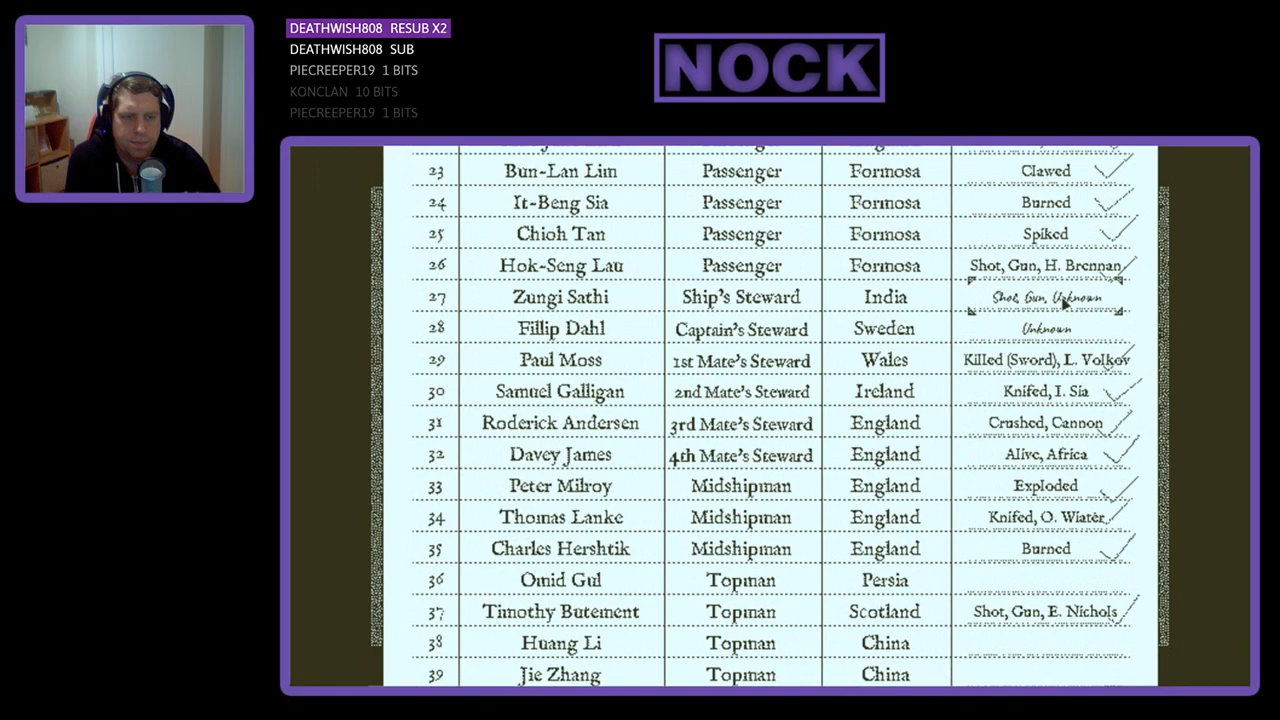 DEATHWISH808 RESUB X2
DEATHWISH808 SUB
PIECREEPER19 1 BITS
KONCLAN 10 BITS
PIECREEPER19 1 BITS
NOCK
23 Bun-Lan Lim Passenger Formosa Clawed
24 It-Beng Sia Passenger Formosa Burned
25 Chioh Tan Passenger Formosa Spiked
26 Hok-Seng Lau Passenger Formosa Shot, Gun, H. Brennan
27 Zungi Sathi Ship's Steward India Shot, Gun, Unknown
28 Fillip Dahl Captain's Steward Sweden Unknown
29 Paul Moss 1st Mate's Steward Wales Killed (Sword), L. Volkov
30 Samuel Galligan 2nd Mate's Steward Ireland Knifed, I. Sia
31 Roderick Andersen 3rd Mate's Steward England Crushed, Cannon
32 Davey James 4th Mate's Steward England Alive, Africa
33 Peter Milroy Midshipman England Exploded
34 Thomas Lanke Midshipman England Knifed, O. Wiater
35 Charles Hershtik Midshipman England Burned
36 Omid Gul Topman Persia
37 Timothy Butement Topman Scotland Shot, Gun, E. Nichols
38 Huang Li Topman China
39 Jie Zhang Topman China